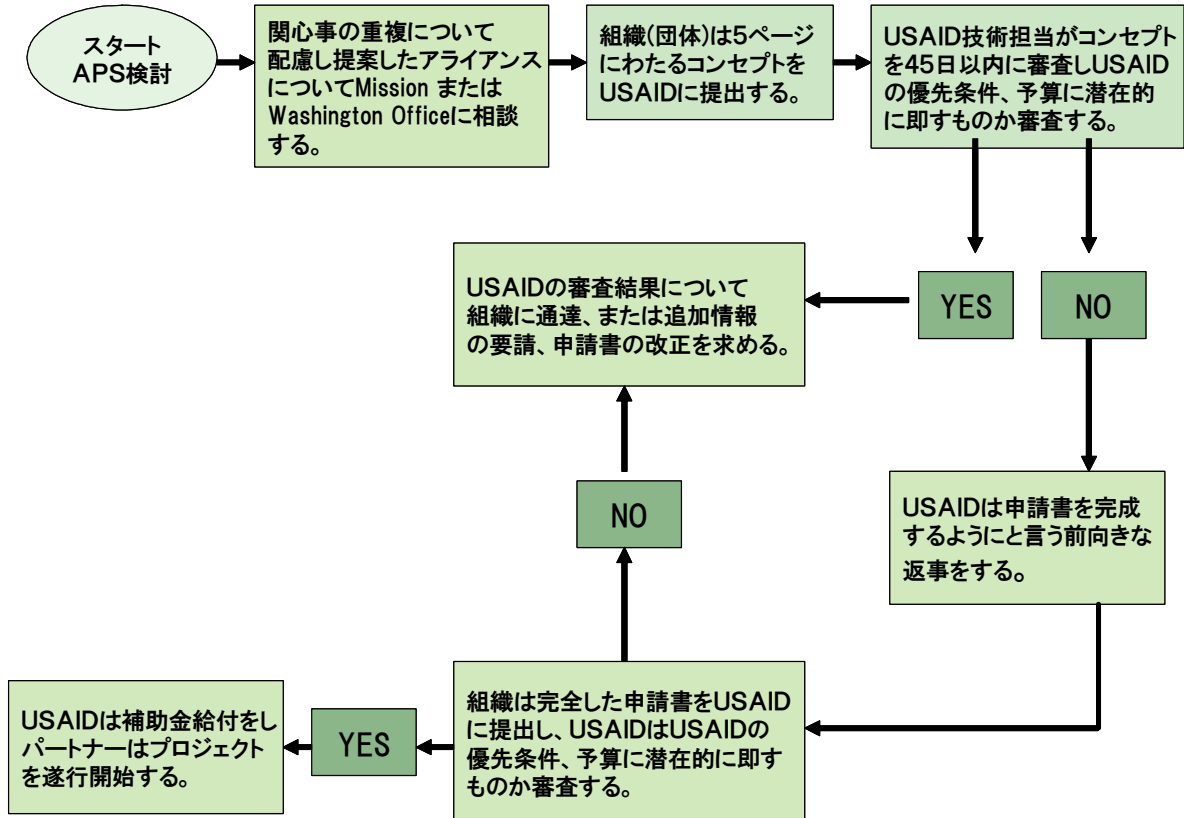 スタート
APS検討
関心事の重複について
配慮し提案したアライアンス
についてMission または
Washington Officeに相談
する。
組織(団体)は5ページ
にわたるコンセプトを
USAIDに提出する。
USAID技術担当がコンセプト
を45日以内に審査しUSAID
の優先条件、予算に潜在的
に即すものか審査する。
USAIDの審査結果について
組織に通達、または追加情報
の要請、申請書の改正を求める。
YES
NO
NO
USAIDは申請書を完成
するようにと言う前向きな
返事をする。
USAIDは補助金給付をし
パートナーはプロジェクト
を遂行開始する。
YES
組織は完全した申請書をUSAID
に提出し、USAIDはUSAIDの
優先条件、予算に潜在的に即す
ものか審査する。